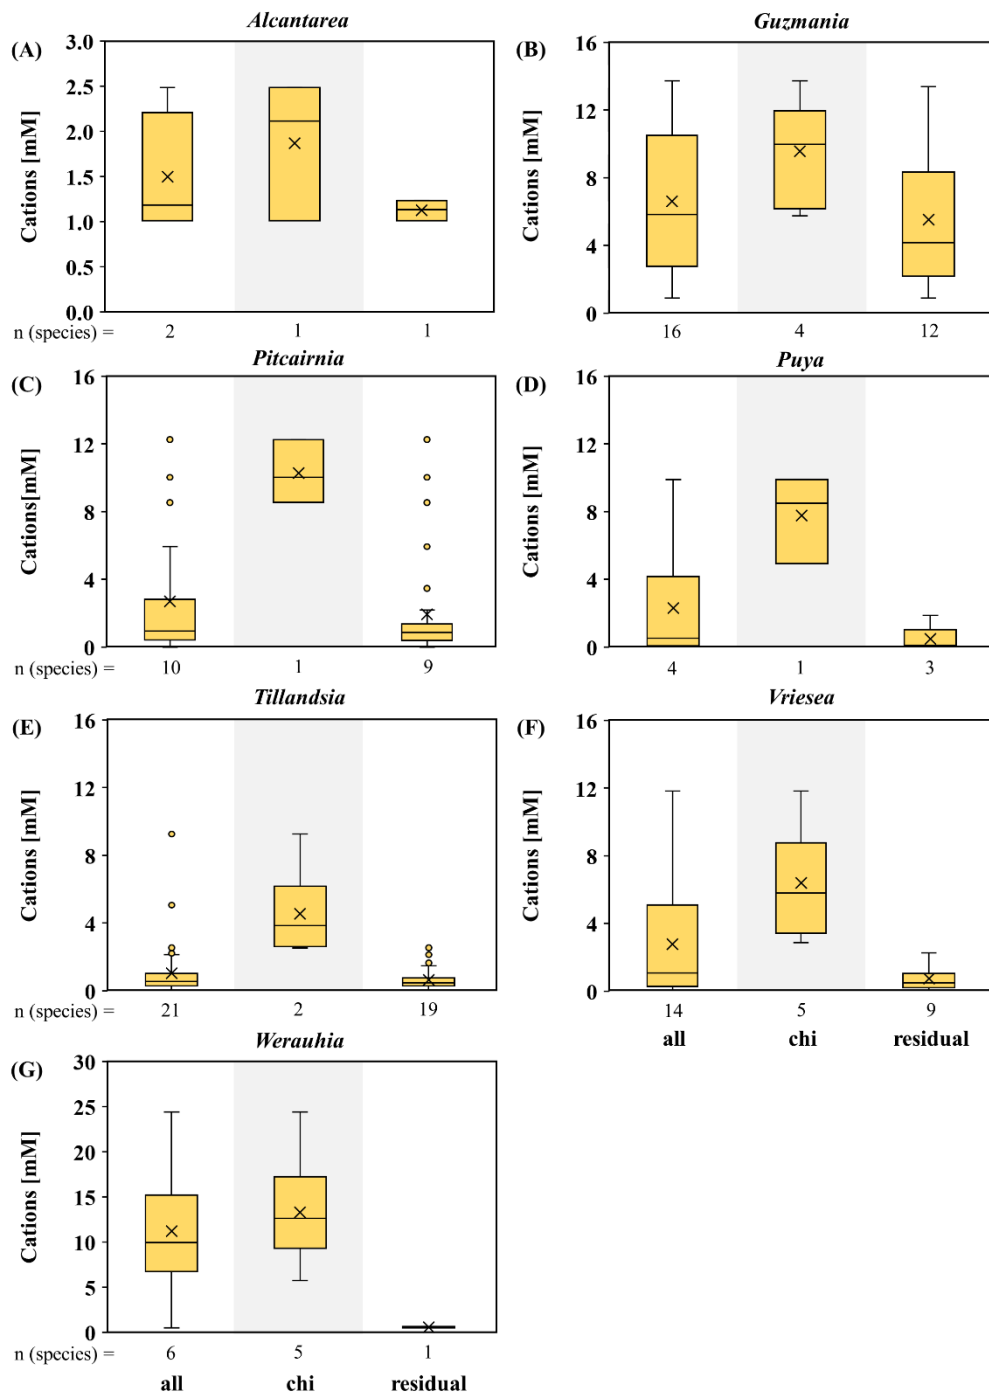 Alcantarea
(A)
Cations [mM]
3.0
2.5
2.0
1.5
1.0
0.5
0.0
n (species) = 2 1 1
Guzmania
(B)
Cations [mM]
16
12
8
4
0
16 4 12
Pitcairnia
(C)
Cations[mM]
16
12
8
4
0
n (species) = 10 1 9
Puya
(D)
Cations [mM]
16
12
8
4
0
4 1 3
Tillandsia
(E)
Cations [mM]
16
12
8
4
0
n (species) = 21 2 19
Vriesea
(F)
Cations [mM]
16
12
8
4
0
14 5 9
all chi residual
Werauhia
(G)
Cations [mM]
30
25
20
15
10
5
0
n (species) = 6 5 1
all chi residual